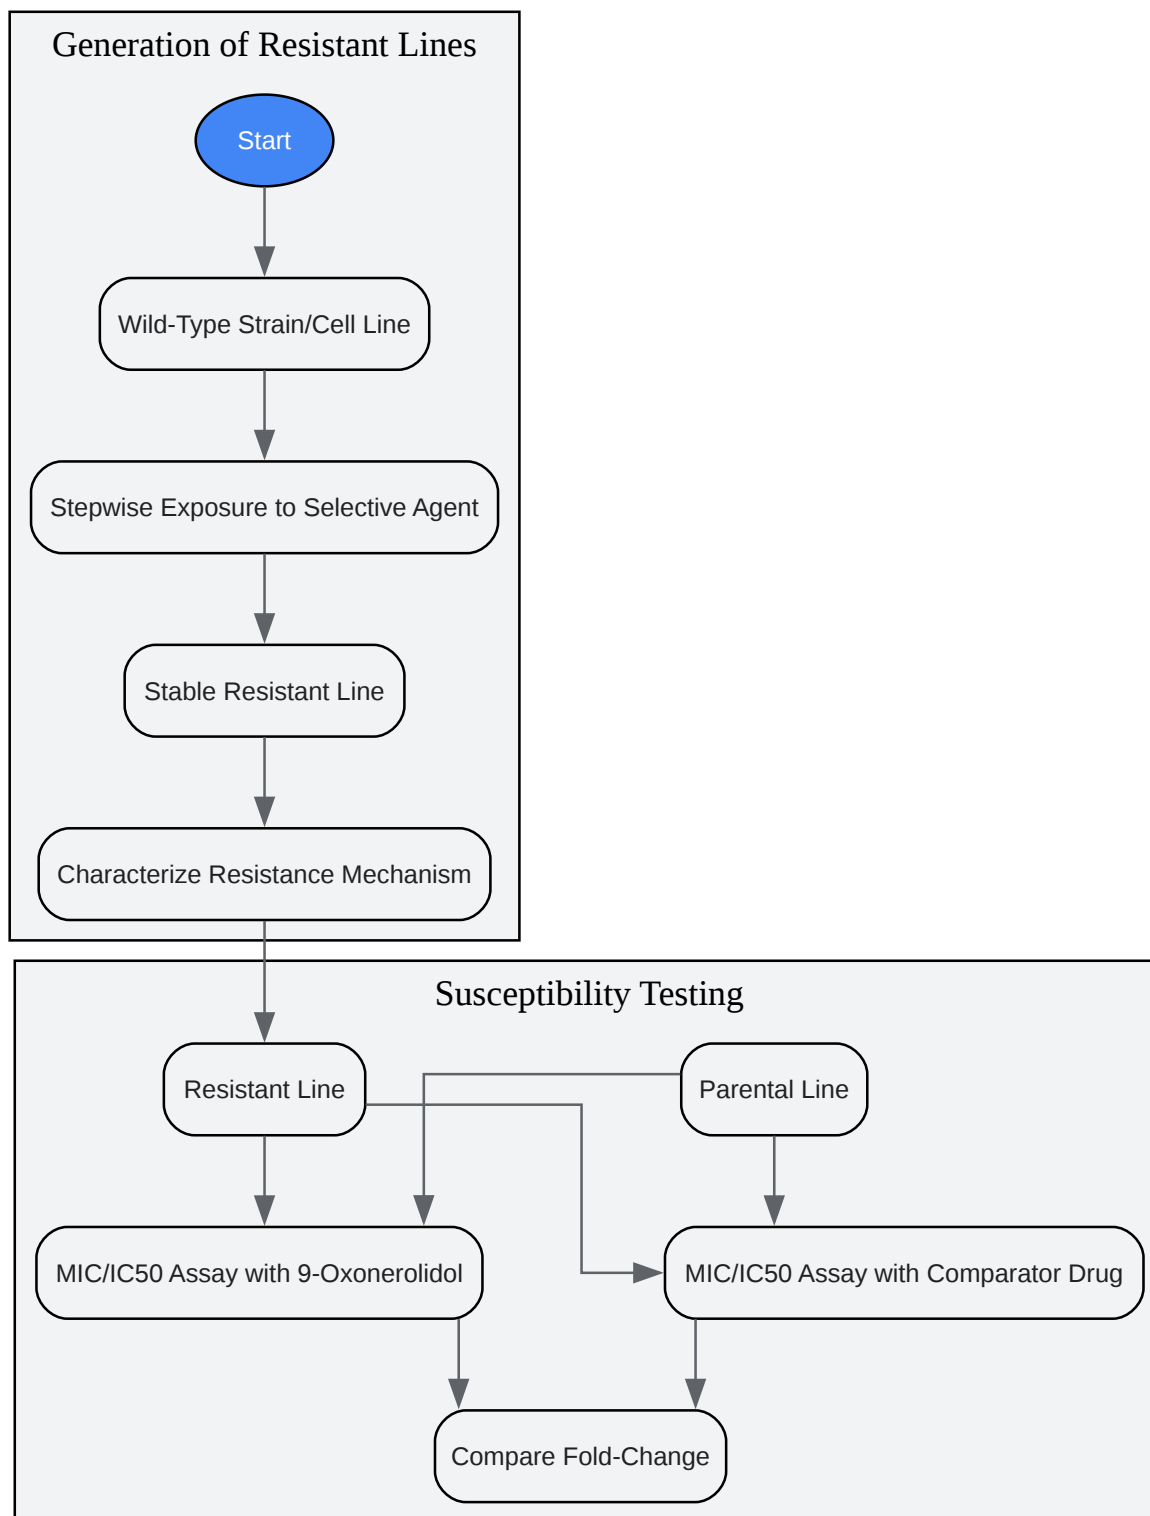 Generation of Resistant Lines
Start
Wild-Type Strain/Cell Line
Stepwise Exposure to Selective Agent
Stable Resistant Line
Characterize Resistance Mechanism
Susceptibility Testing
Resistant Line
Parental Line
MIC/IC50 Assay with 9-Oxonerolidol
MIC/IC50 Assay with Comparator Drug
Compare Fold-Change